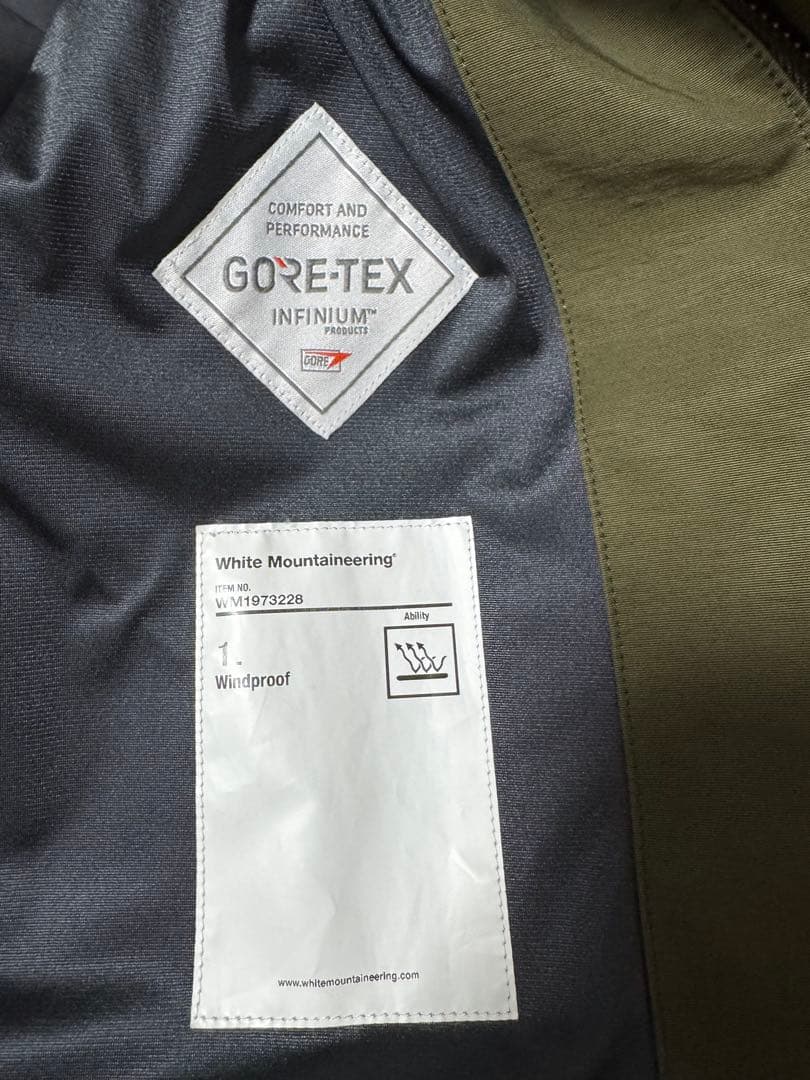 COMFORT AND
PERFORMANCE
GORE-TEX
INFINIUM™
PRODUCTS
GORE
White Mountaineering®
ITEM NO.
WM1973228
Ability
1.
Windproof
www.whitemountaineering.com